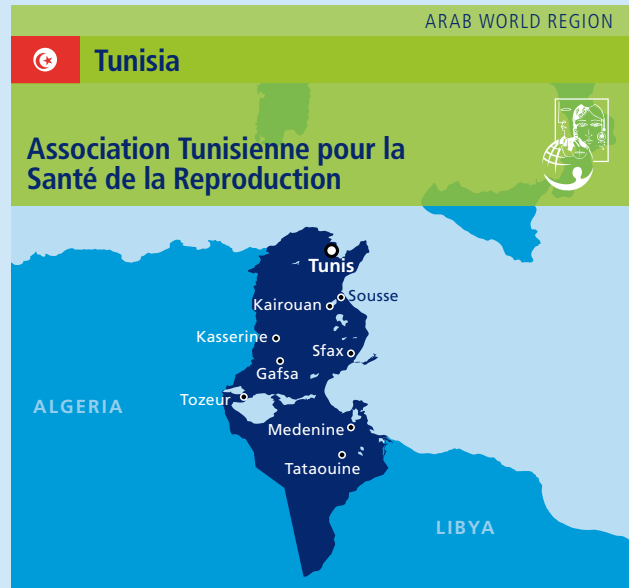 ARAB WORLD REGION
Tunisia
Association Tunisienne pour la
Santé de la Reproduction
Tunis
Sousse
Kairouan
Kasserine
Sfax
Gafsa
Tozeur
ALGERIA
Medenine
Tataouine
LIBYA